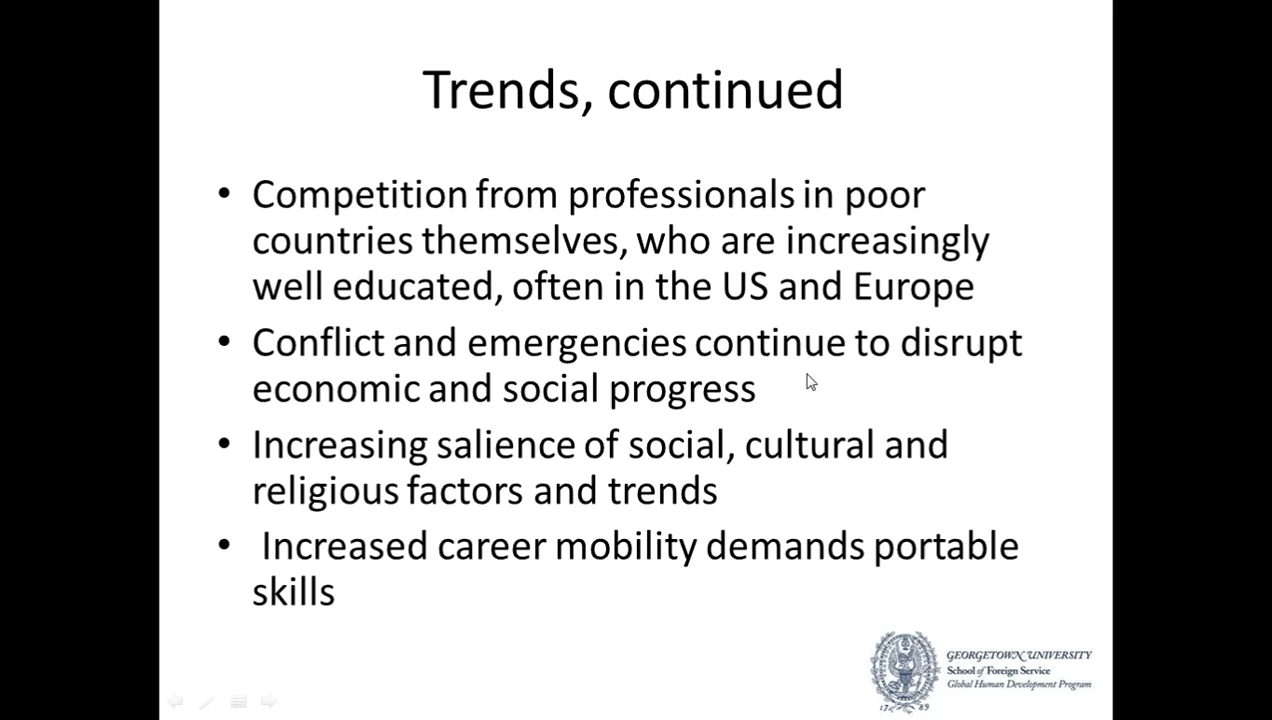 Trends, continued
• Competition from professionals in poor
countries themselves, who are increasingly
well educated, often in the US and Europe
• Conflict and emergencies continue to disrupt
economic and social progress
• Increasing salience of social, cultural and
religious factors and trends
• Increased career mobility demands portable
skills
GEORGETOWN UNIVERSITY
School of Foreign Service
Global Human Development Program
17 89